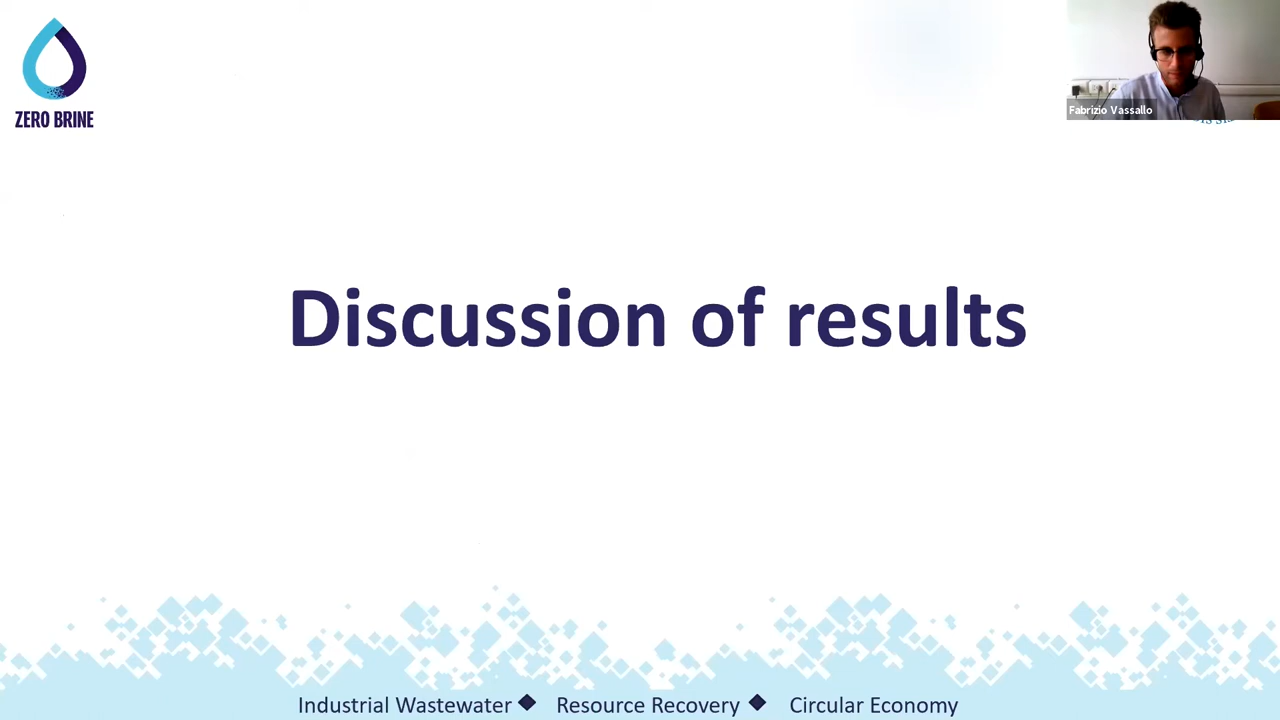 ZERO BRINE
Fabrizio Vassallo
Discussion of results
Industrial Wastewater ◆ Resource Recovery ◆ Circular Economy